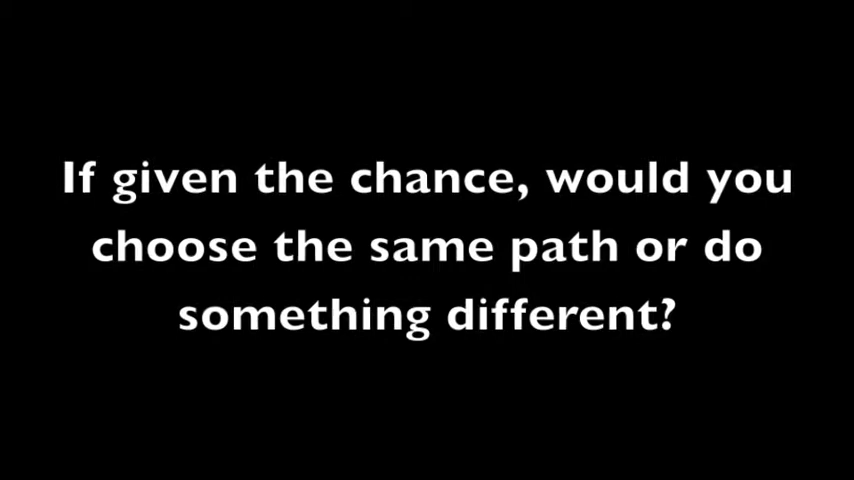 If given the chance, would you
choose the same path or do
something different?